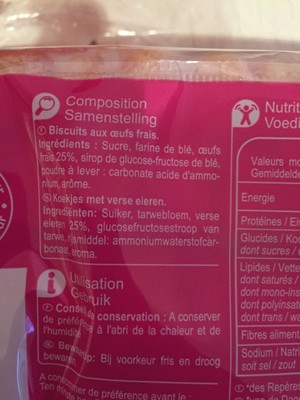 Composition
Samenstelling
Ⓕ Biscuits aux œufs frais.
Ingrédients : Sucre, farine de blé, œufs
frais 25%, sirop de glucose-fructose de blé,
poudre à lever : carbonate acide d'ammo-
nium, arôme.
Koekjes met verse eieren.
Ingrediënten: Suiker, tarwebloem, verse
eieren 25%, glucosefructosestroop van
tarwe, rijsmiddel: ammoniumwaterstofcar-
bonaat, aroma.
Utilisation
Gebruik
Ⓕ Conseil de conservation : A conserver
de préférence à l'abri de la chaleur et de
l'humidité
Bij voorkeur fris en droog
A consommer de préférence avant le :
Ten
Nutrit
Voedi
Valeurs mo
Gemiddelde
Energie
Protéines / Ei
Glucides / Ko
dont sucres /
Lipides / Vette
dont saturés /
dont mono-ins
dont polyinsat
dont trans / wa
Fibres aliment
Sodium / Natri
soit sel / zout
*des Repères